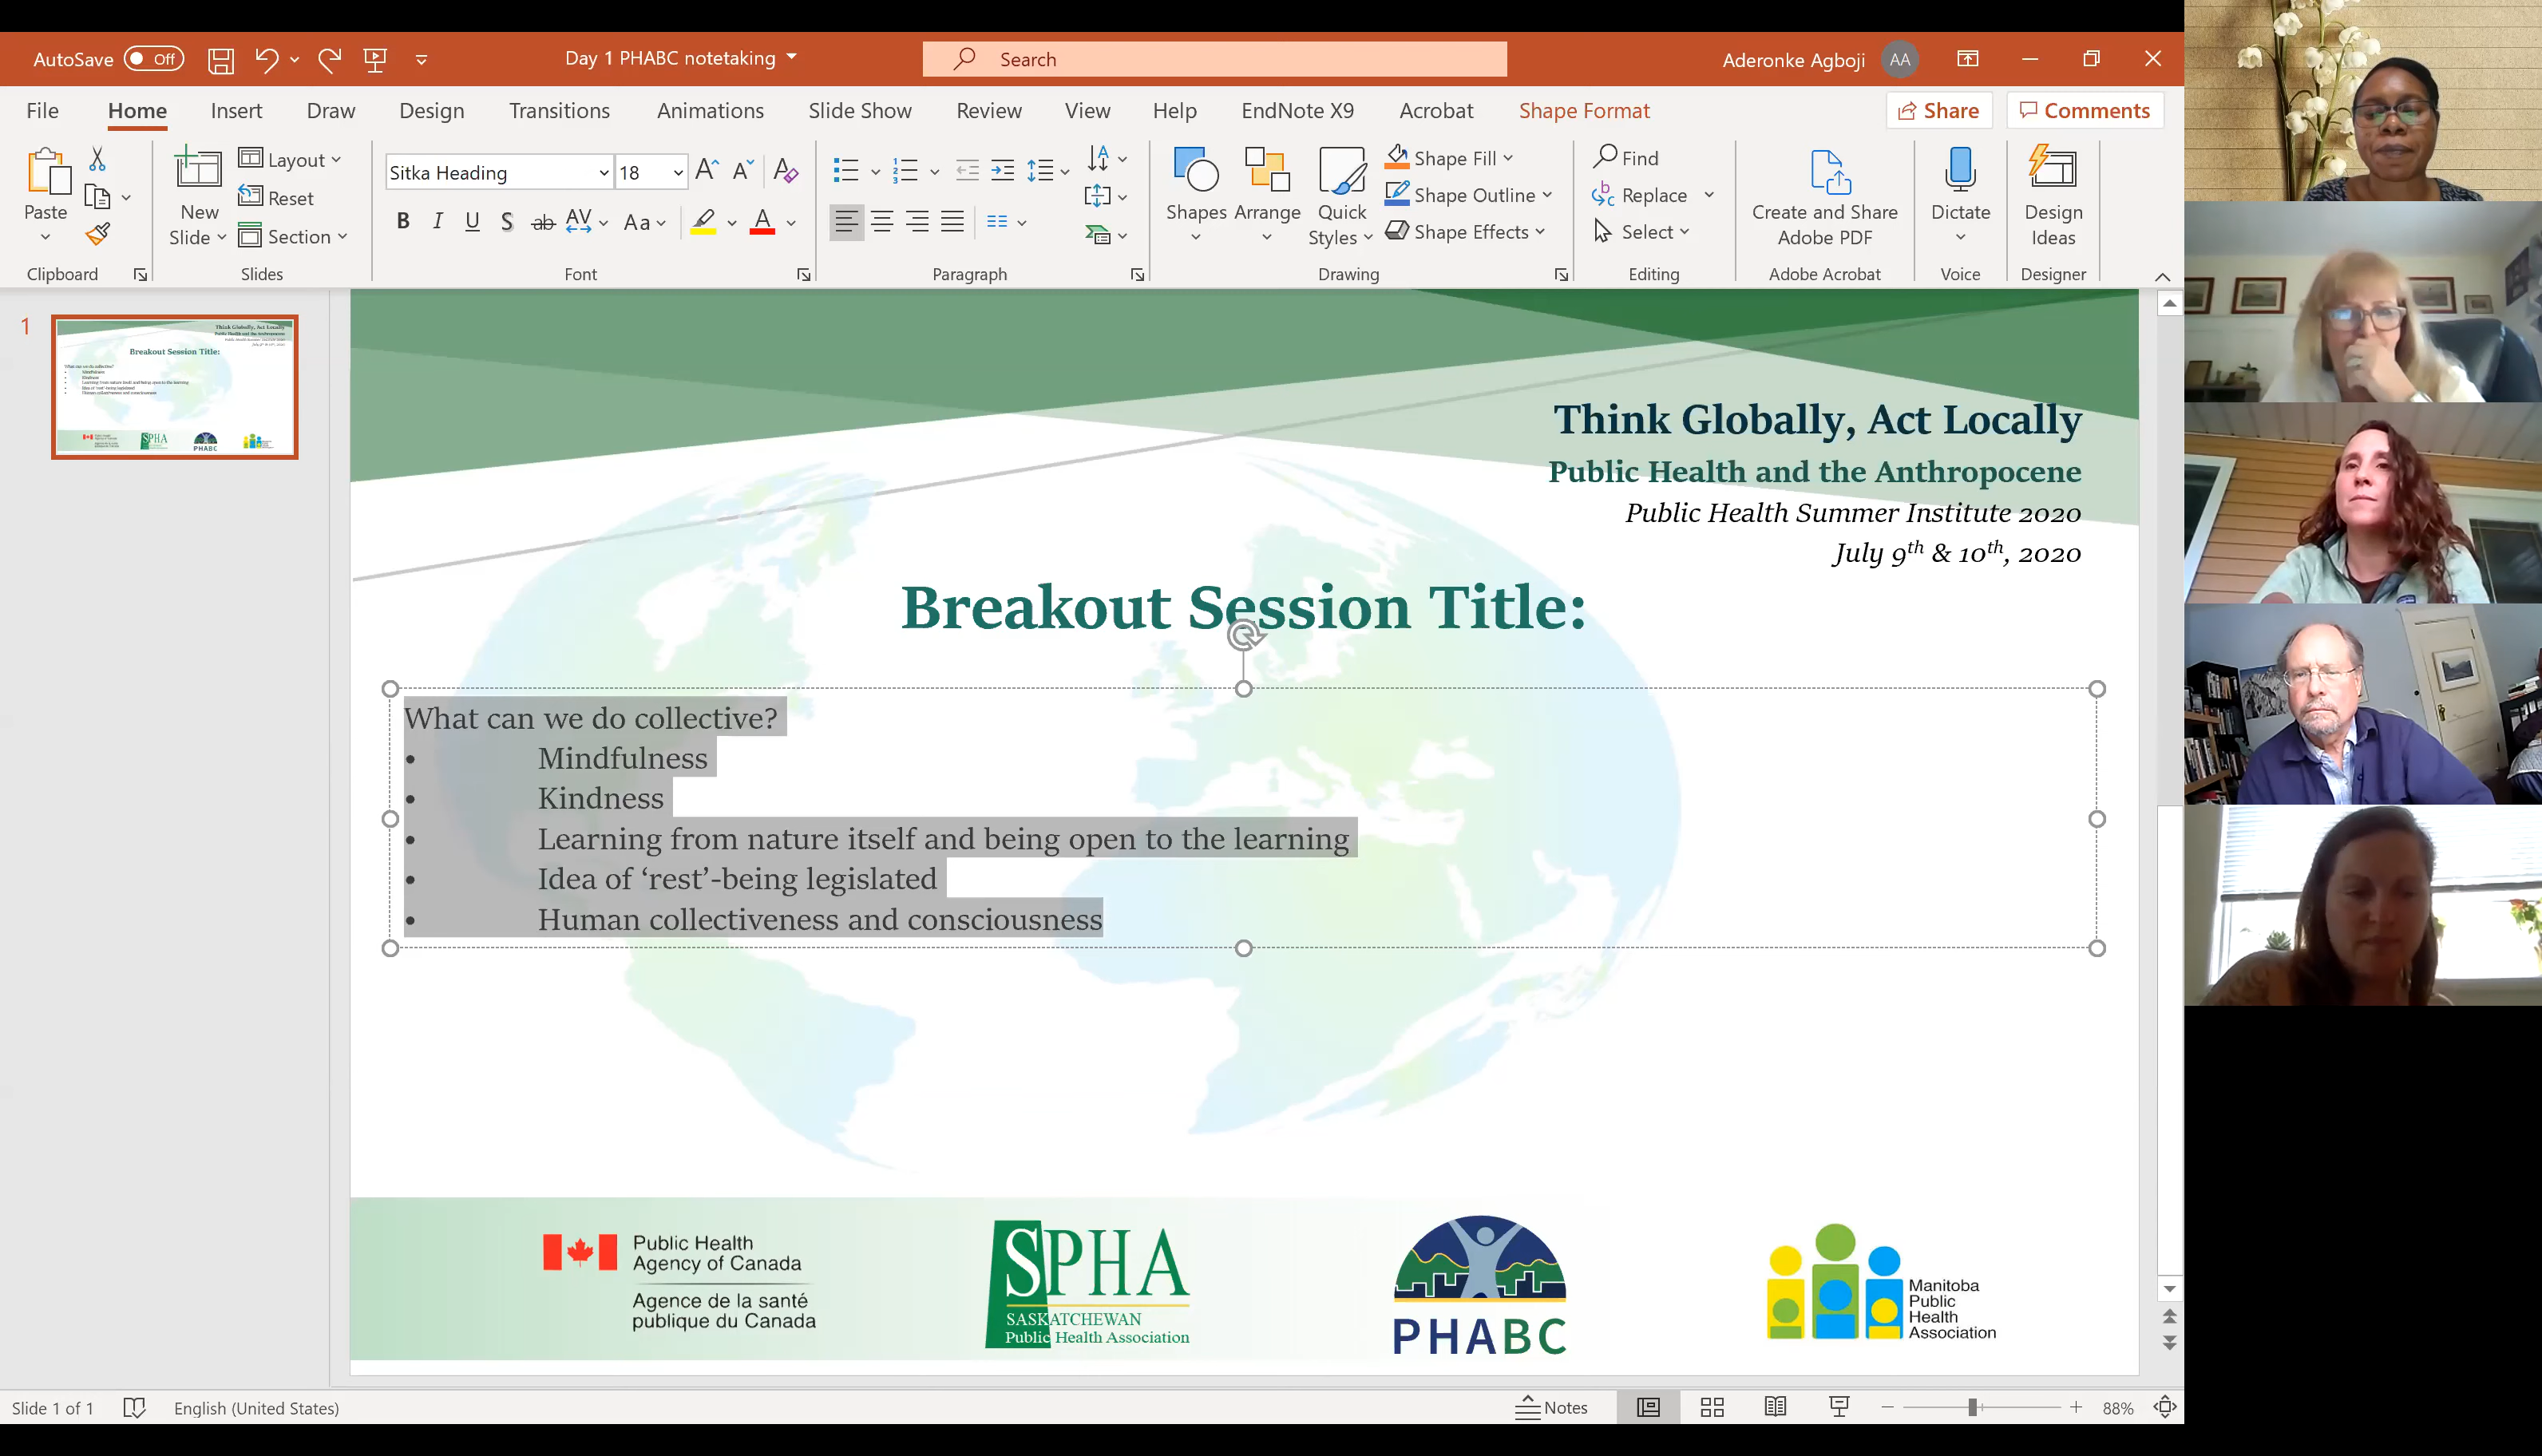 AutoSave Off
Day 1 PHABC notetaking
Search
Aderonke Agboji AA
File Home Insert Draw Design Transitions Animations Slide Show Review View Help EndNote X9 Acrobat Shape Format Share Comments
Paste
Clipboard
New Slide
Layout
Reset
Section
Slides
Sitka Heading 18
B I U S ab AV Aa A
Font
Paragraph
Shapes Arrange Quick Styles
Shape Fill
Shape Outline
Shape Effects
Drawing
Find
Replace
Select
Editing
Create and Share Adobe PDF
Adobe Acrobat
Dictate
Voice
Design Ideas
Designer
1
Think Globally, Act Locally
Public Health and the Anthropocene
Public Health Summer Institute 2020
July 9th & 10th, 2020
Breakout Session Title:
What can we do collective?
• Mindfulness
• Kindness
• Learning from nature itself and being open to the learning
• Idea of ‘rest’-being legislated
• Human collectiveness and consciousness
Public Health
Agency of Canada
Agence de la santé
publique du Canada
SPHA
SASKATCHEWAN
Public Health Association
PHABC
Manitoba
Public
Health
Association
Slide 1 of 1 English (United States) Notes 88%